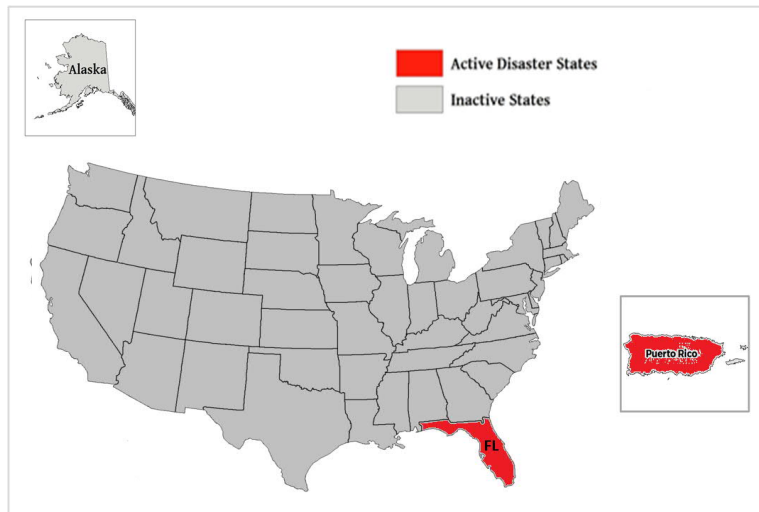 Alaska
Active Disaster States
Inactive States
Puerto Rico
FL